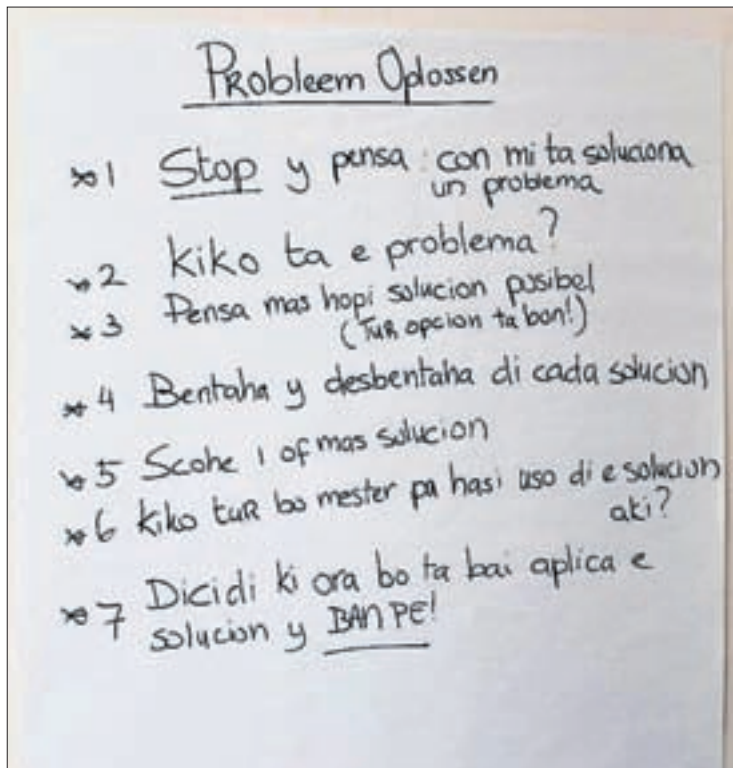 Probleem Oplossen
1 Stop y pensa: con mi ta soluciona
un problema
2 kiko ta e problema?
3 Pensa mas hopi solucion posibel
(Tur opcion ta bon!)
4 Bentaha y desbentaha di cada solucion
5 Scohe 1 of mas solucion
6 kiko tur bo mester pa hasi uso di e solucion
aki?
7 Dicidi ki ora bo ta bai aplica e
solucion y BAN PE!